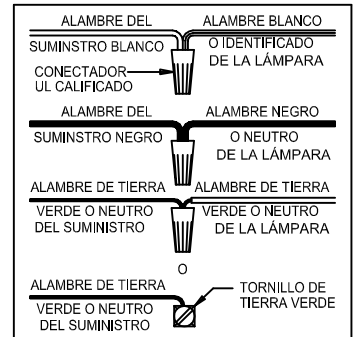 ALAMBRE DEL
SUMINSTRO BLANCO
ALAMBRE BLANCO
O IDENTIFICADO
DE LA LÁMPARA
CONECTADOR
UL CALIFICADO
ALAMBRE DEL
SUMINSTRO NEGRO
ALAMBRE NEGRO
O NEUTRO
DE LA LÁMPARA
ALAMBRE DE TIERRA
VERDE O NEUTRO
DEL SUMINISTRO
ALAMBRE DE TIERRA
VERDE O NEUTRO
DE LA LÁMPARA
O
ALAMBRE DE TIERRA
VERDE O NEUTRO
DEL SUMINISTRO
TORNILLO DE
TIERRA VERDE